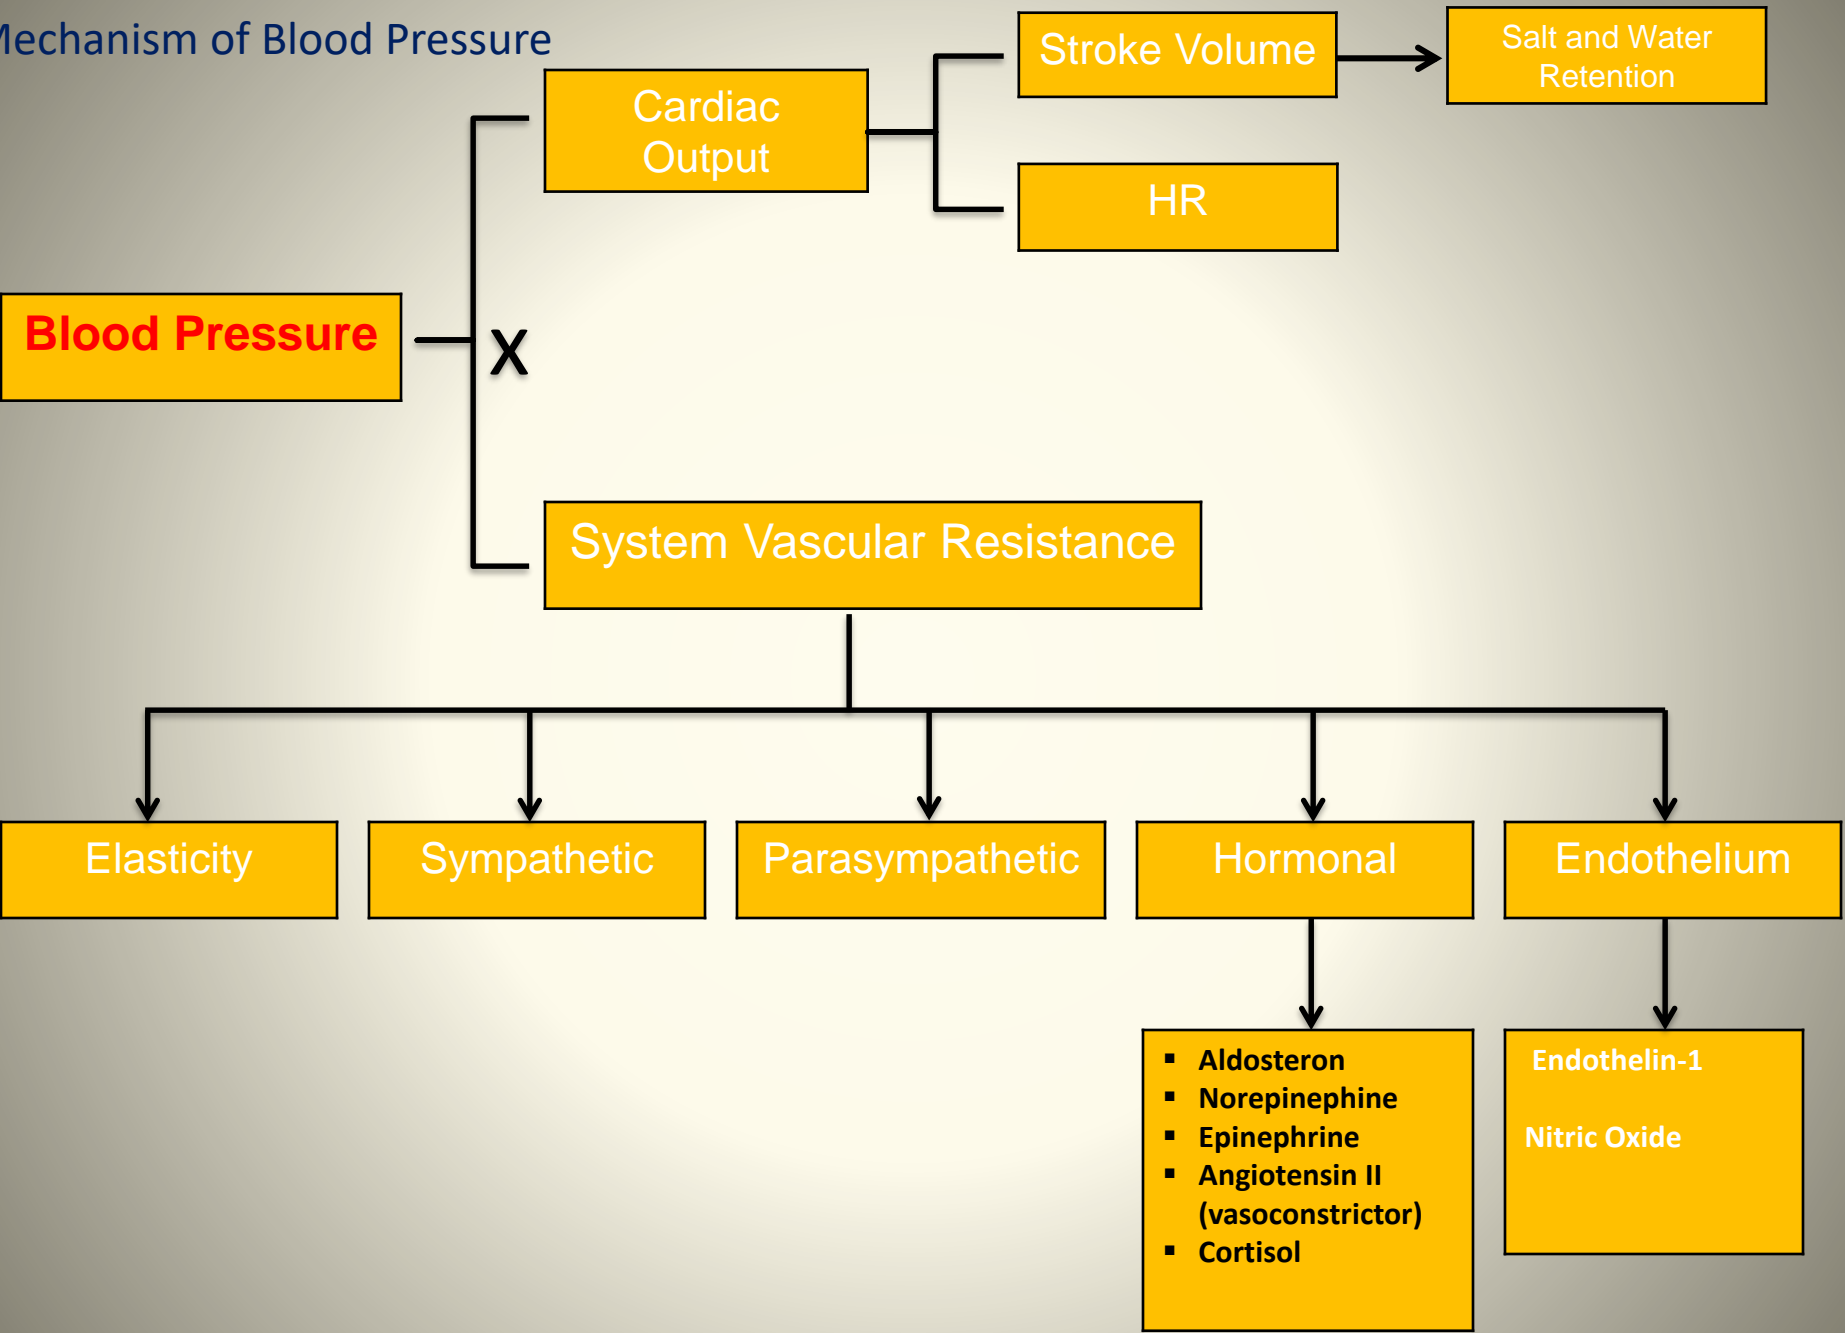 Mechanism of Blood Pressure
Stroke Volume
Salt and Water
Retention
Cardiac
Output
HR
Blood Pressure
X
System Vascular Resistance
Elasticity
Sympathetic
Parasympathetic
Hormonal
Endothelium
▪ Aldosteron
▪ Norepinephine
▪ Epinephrine
▪ Angiotensin II
(vasoconstrictor)
▪ Cortisol
Endothelin-1
Nitric Oxide